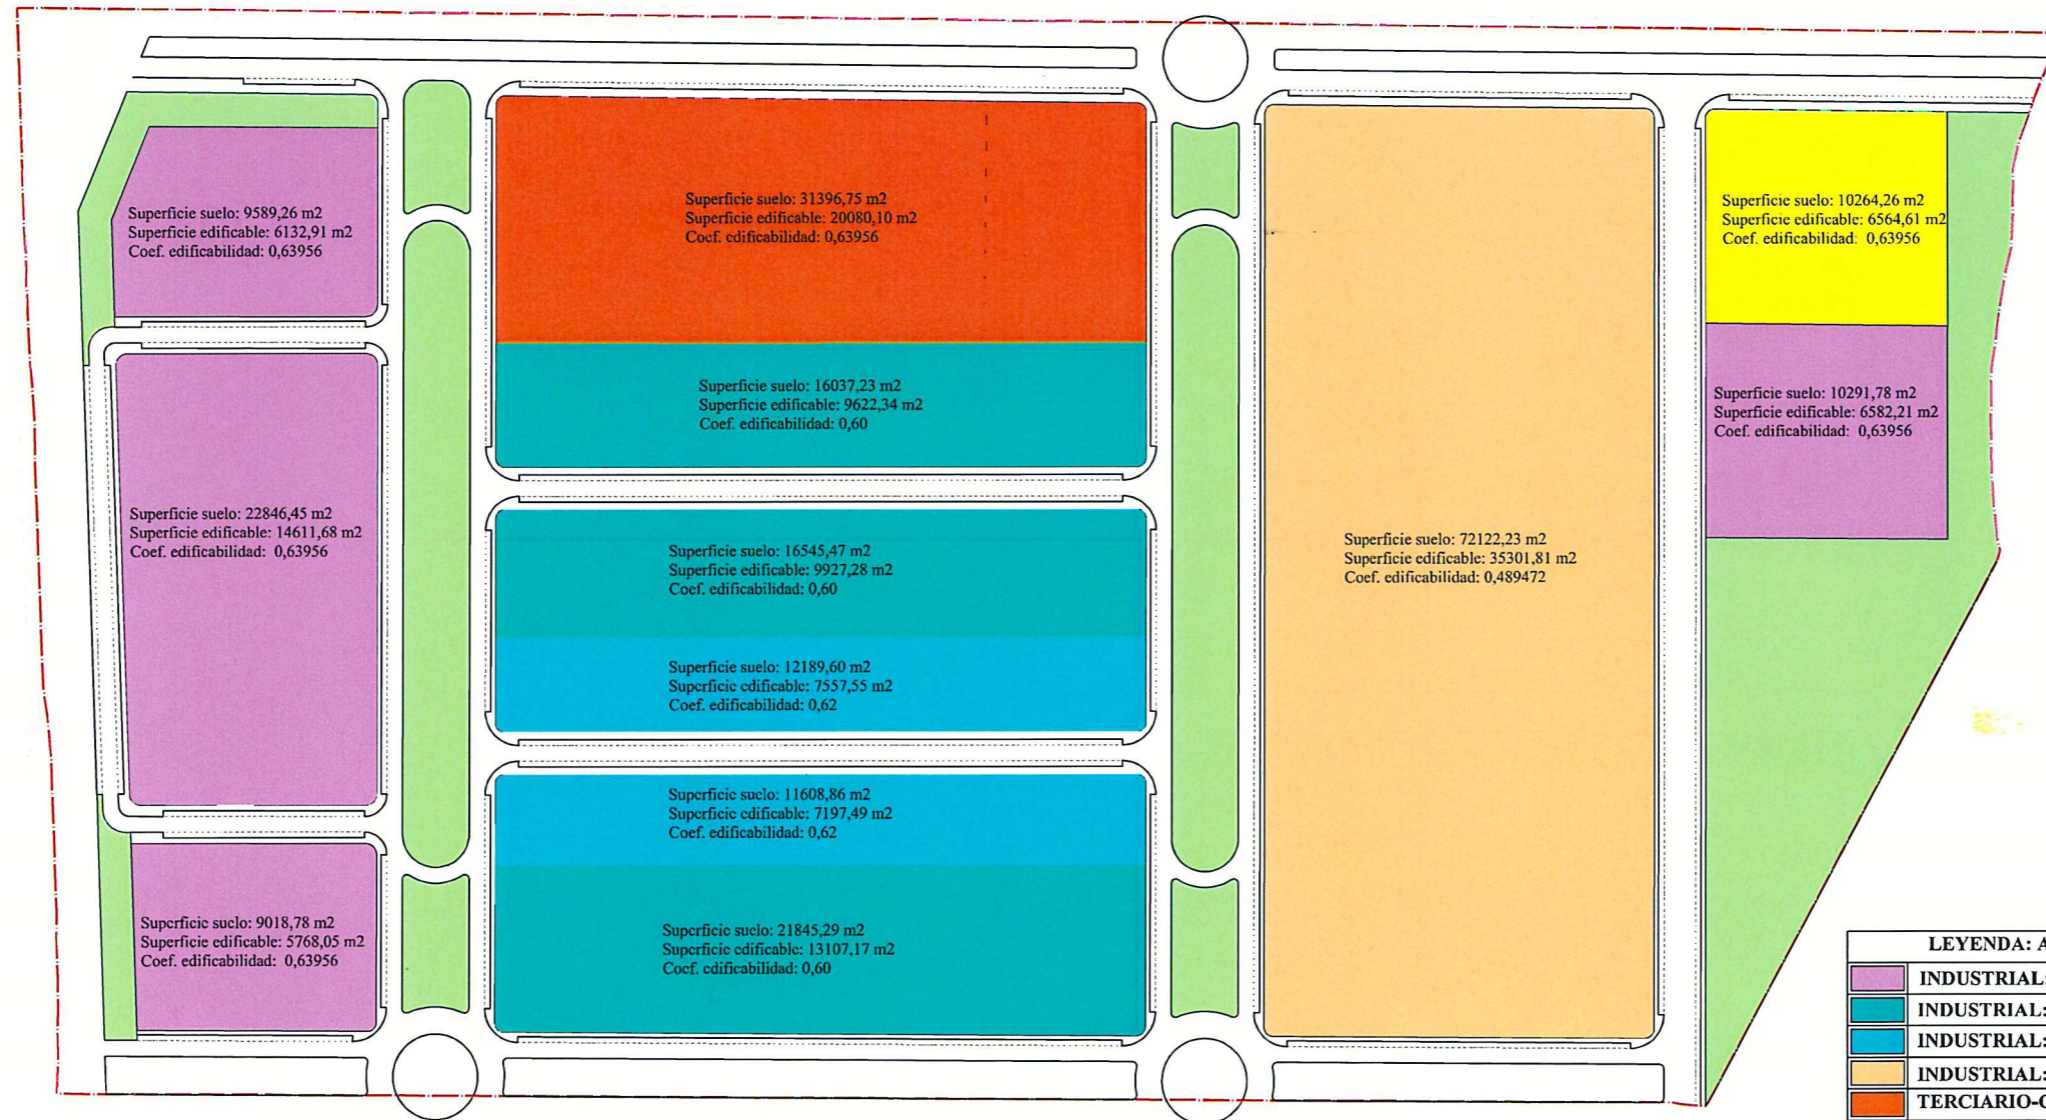 Superficie suelo: 9589,26 m2
Superficie edificable: 6132,91 m2
Coef. edificabilidad: 0,63956
Superficie suelo: 31396,75 m2
Superficie edificable: 20080,10 m2
Coef. edificabilidad: 0,63956
Superficie suelo: 10264,26 m2
Superficie edificable: 6564,61 m2
Coef. edificabilidad: 0,63956
Superficie suelo: 16037,23 m2
Superficie edificable: 9622,34 m2
Coef. edificabilidad: 0,60
Superficie suelo: 10291,78 m2
Superficie edificable: 6582,21 m2
Coef. edificabilidad: 0,63956
Superficie suelo: 22846,45 m2
Superficie edificable: 14611,68 m2
Coef. edificabilidad: 0,63956
Superficie suelo: 16545,47 m2
Superficie edificable: 9927,28 m2
Coef. edificabilidad: 0,60
Superficie suelo: 72122,23 m2
Superficie edificable: 35301,81 m2
Coef. edificabilidad: 0,489472
Superficie suelo: 12189,60 m2
Superficie edificable: 7557,55 m2
Coef. edificabilidad: 0,62
Superficie suelo: 11608,86 m2
Superficie edificable: 7197,49 m2
Coef. edificabilidad: 0,62
Superficie suelo: 9018,78 m2
Superficie edificable: 5768,05 m2
Coef. edificabilidad: 0,63956
Superficie suelo: 21845,29 m2
Superficie edificable: 13107,17 m2
Coef. edificabilidad: 0,60
LEYENDA: A
INDUSTRIAL:
INDUSTRIAL:
INDUSTRIAL:
INDUSTRIAL:
TERCIARIO-